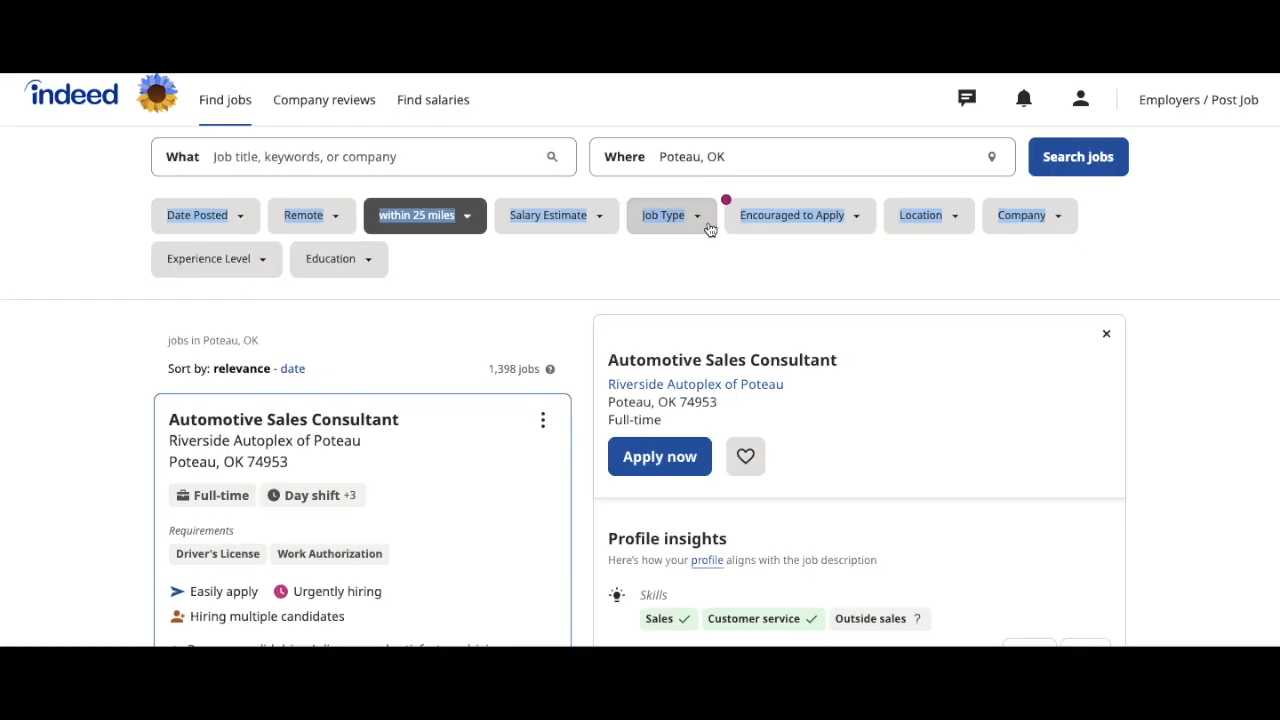 indeed
Find jobs Company reviews Find salaries Employers / Post Job
What Job title, keywords, or company Where Poteau, OK Search jobs
Date Posted Remote within 25 miles Salary Estimate Job Type Encouraged to Apply Location Company
Experience Level Education
jobs in Poteau, OK
Sort by: relevance - date 1,398 jobs ?
Automotive Sales Consultant
Riverside Autoplex of Poteau
Poteau, OK 74953
Full-time Day shift +3
Requirements
Driver's License Work Authorization
Easily apply Urgently hiring
Hiring multiple candidates
Automotive Sales Consultant
Riverside Autoplex of Poteau
Poteau, OK 74953
Full-time
Apply now
Profile insights
Here's how your profile aligns with the job description
Skills
Sales Customer service Outside sales ?